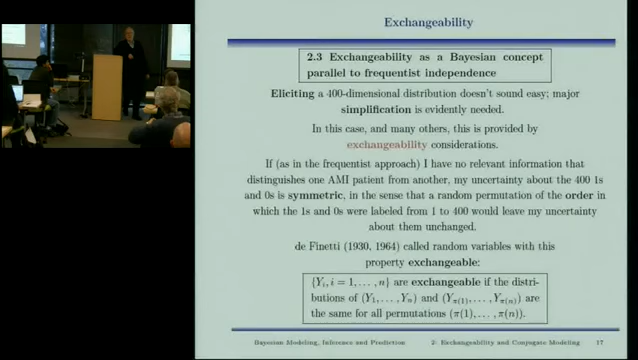 Exchangeability
2.3 Exchangeability as a Bayesian concept
parallel to frequentist independence
Eliciting a 400-dimensional distribution doesn't sound easy; major
simplification is evidently needed.
In this case, and many others, this is provided by
exchangeability considerations.
If (as in the frequentist approach) I have no relevant information that
distinguishes one AMI patient from another, my uncertainty about the 400 1s
and 0s is symmetric, in the sense that a random permutation of the order in
which the 1s and 0s were labeled from 1 to 400 would leave my uncertainty
about them unchanged.
de Finetti (1930, 1964) called random variables with this
property exchangeable:
{Yᵢ, i = 1, . . . , n} are exchangeable if the distri-
butions of (Y₁, . . . , Yₙ) and (Y_π(1), . . . , Y_π(n)) are
the same for all permutations (π(1), . . . , π(n)).
Bayesian Modeling, Inference and Prediction 2: Exchangeability and Conjugate Modeling 17